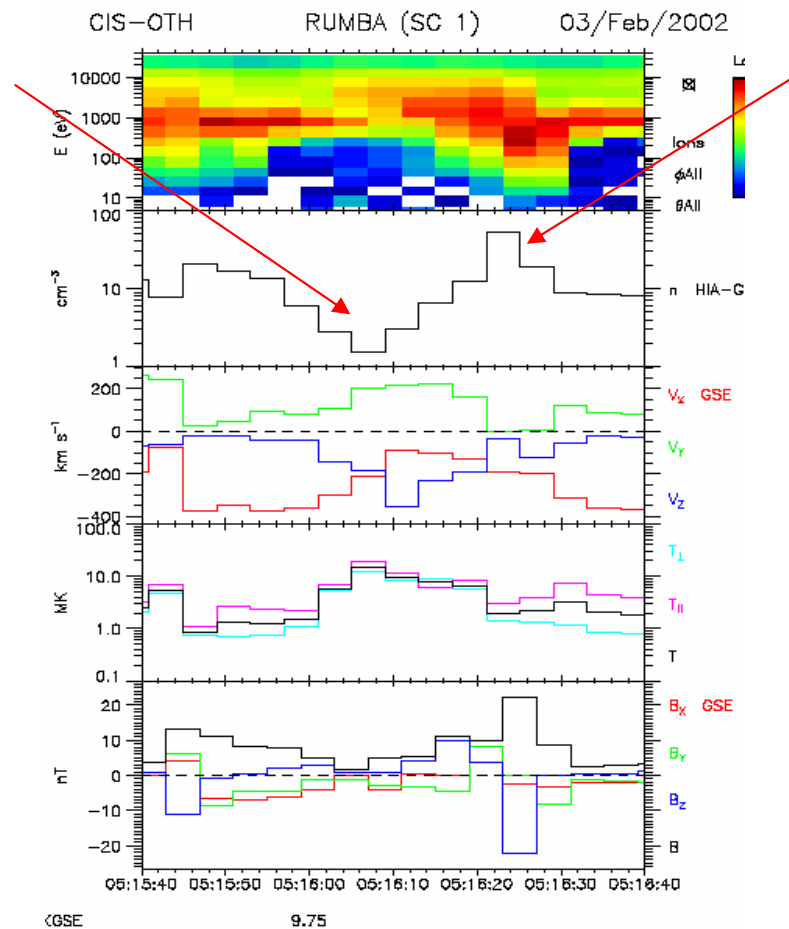 CIS-OTH RUMBA (SC 1) 03/Feb/2002
10000
1000
100
10
E (eV)
Ions
ϕAll
θAll
100
10
1
cm⁻³
n HIA-G
200
0
−200
−400
km s⁻¹
Vx GSE
Vy
Vz
100.0
10.0
1.0
0.1
MK
T⊥
T||
T
20
10
0
−10
−20
nT
Bx GSE
By
Bz
B
05:15:40 05:15:50 05:16:00 05:16:10 05:16:20 05:16:30 05:16:40
GSE 9.75